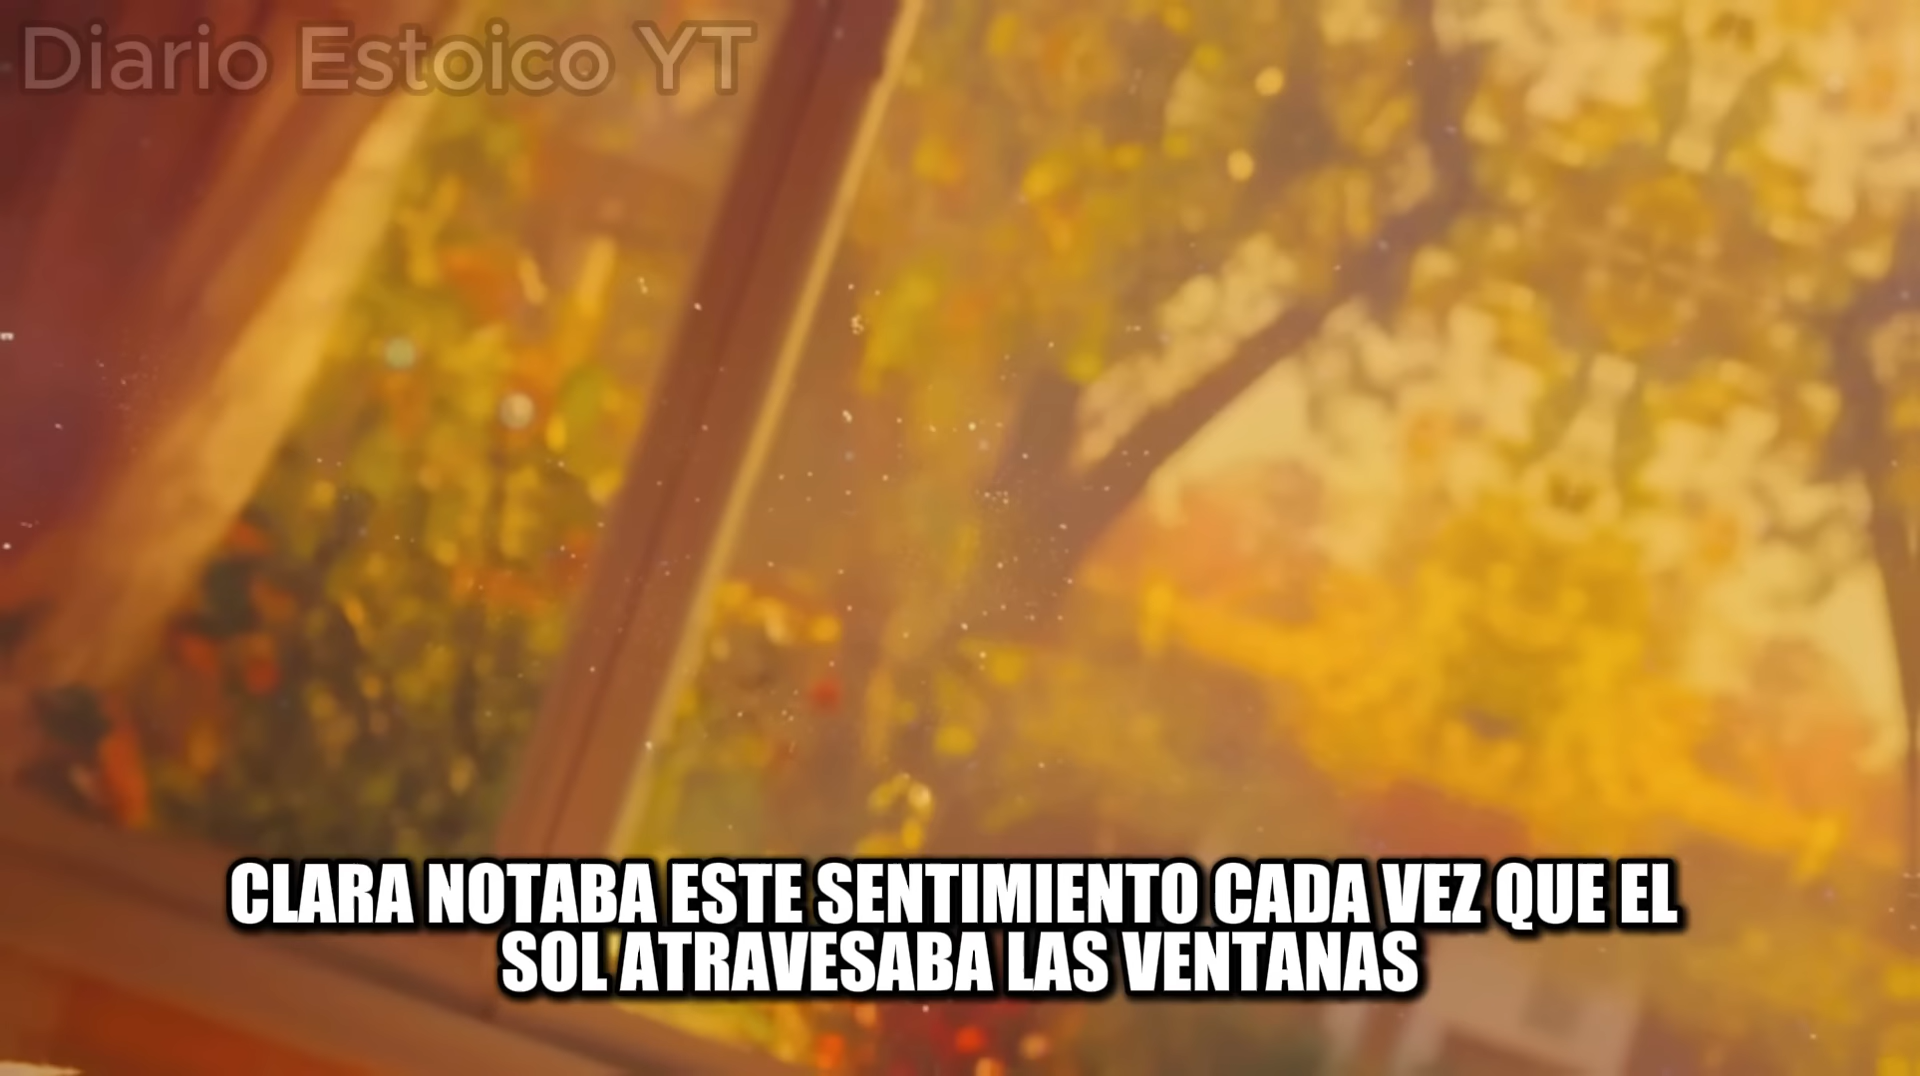 Diario Estoico YT
CLARA NOTABA ESTE SENTIMIENTO CADA VEZ QUE EL
SOL ATRAVESABA LAS VENTANAS